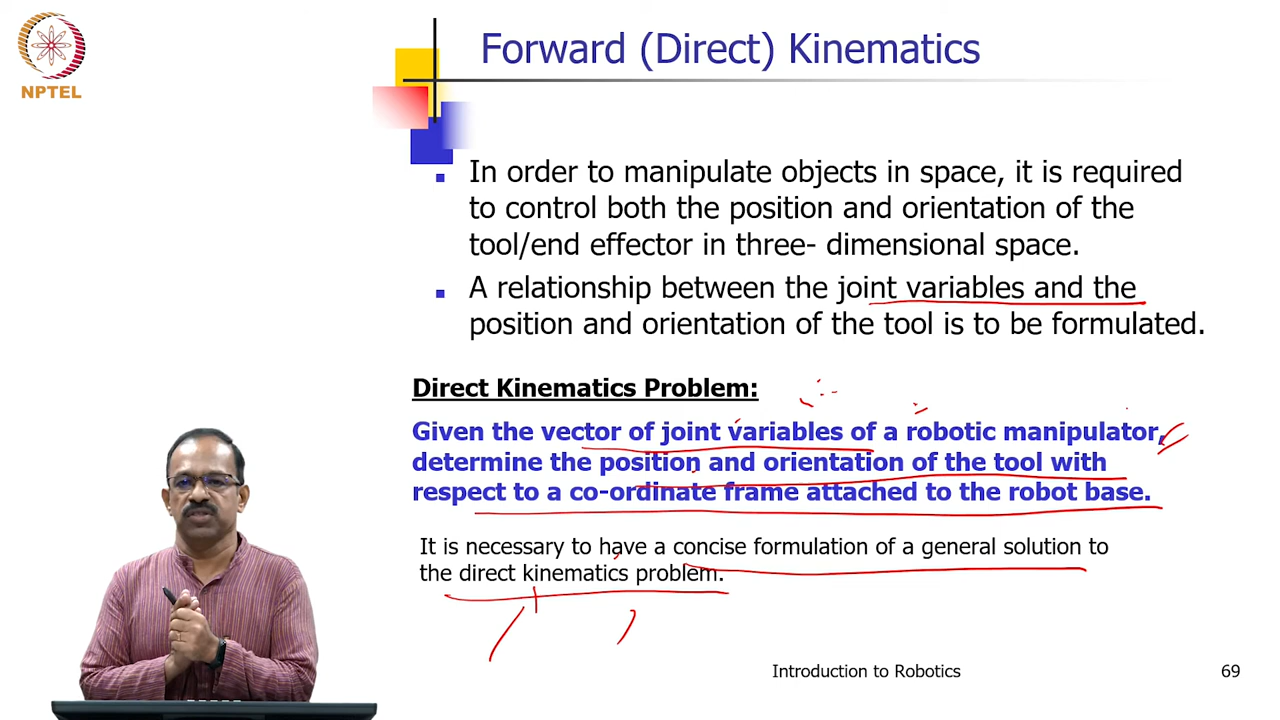 NPTEL
Forward (Direct) Kinematics
In order to manipulate objects in space, it is required
to control both the position and orientation of the
tool/end effector in three- dimensional space.
A relationship between the joint variables and the
position and orientation of the tool is to be formulated.
Direct Kinematics Problem:
Given the vector of joint variables of a robotic manipulator,
determine the position and orientation of the tool with
respect to a co-ordinate frame attached to the robot base.
It is necessary to have a concise formulation of a general solution to
the direct kinematics problem.
Introduction to Robotics
69